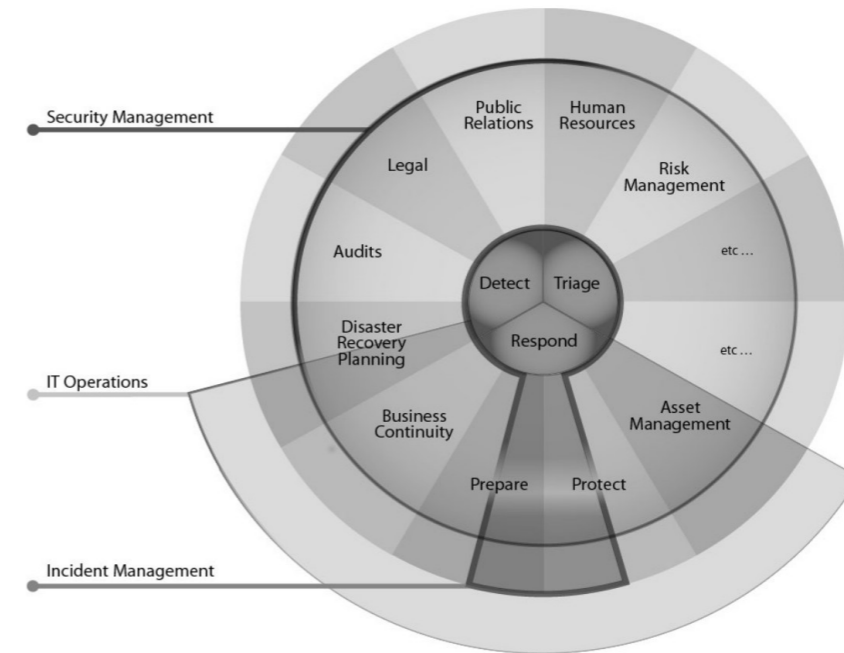 Security Management
Public
Relations
Human
Resources
Legal
Risk
Management
Audits
etc ...
Detect
Triage
Disaster
Recovery
Planning
Respond
etc ...
IT Operations
Business
Continuity
Asset
Management
Prepare
Protect
Incident Management